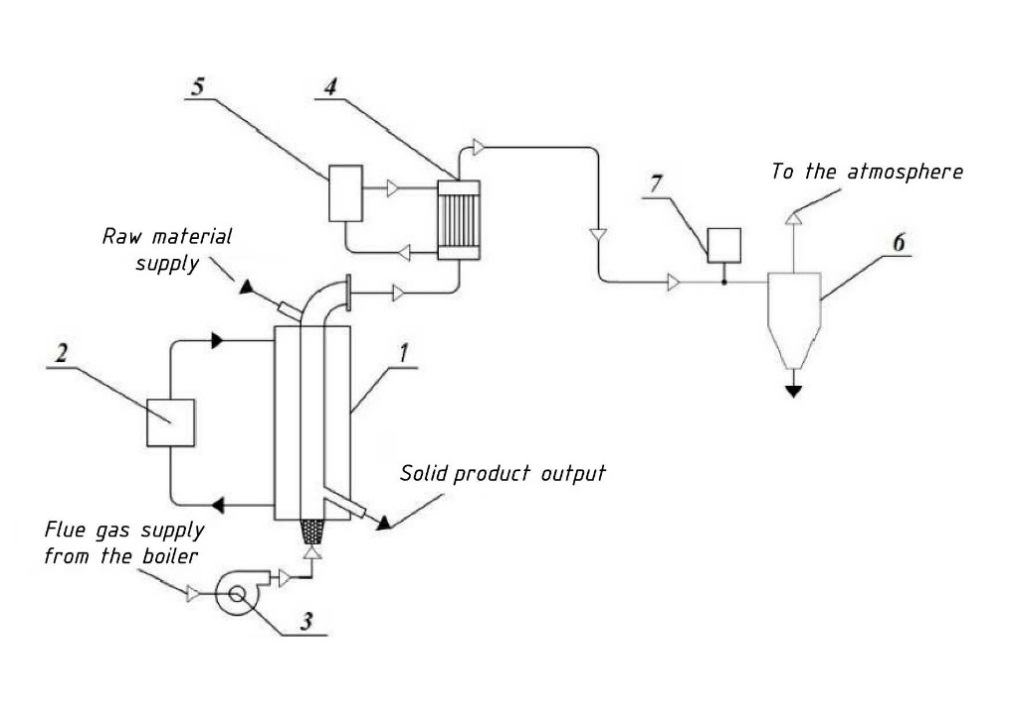 5
4
To the atmosphere
7
Raw material
supply
6
2
1
Solid product output
Flue gas supply
from the boiler
3